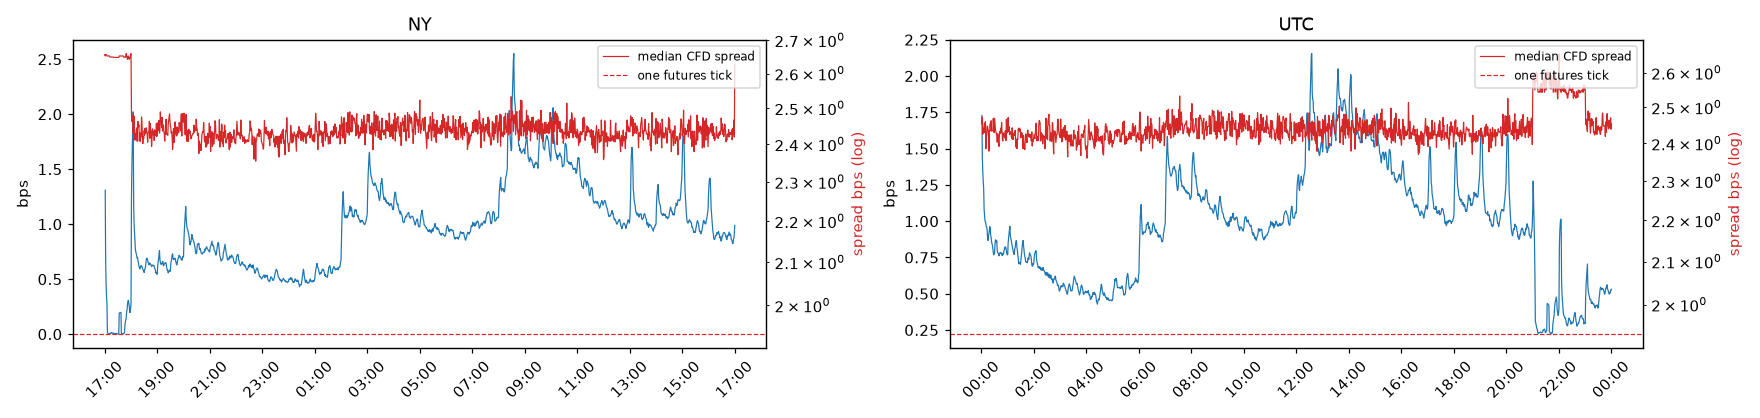 NY
bps
2.5
2.0
1.5
1.0
0.5
0.0
17:00
19:00
21:00
23:00
01:00
03:00
05:00
07:00
09:00
11:00
13:00
15:00
17:00
2.7 × 10⁰
2.6 × 10⁰
2.5 × 10⁰
2.4 × 10⁰
2.3 × 10⁰
2.2 × 10⁰
2.1 × 10⁰
2 × 10⁰
spread bps (log)
median CFD spread
one futures tick
UTC
bps
2.25
2.00
1.75
1.50
1.25
1.00
0.75
0.50
0.25
00:00
02:00
04:00
06:00
08:00
10:00
12:00
14:00
16:00
18:00
20:00
22:00
00:00
2.6 × 10⁰
2.5 × 10⁰
2.4 × 10⁰
2.3 × 10⁰
2.2 × 10⁰
2.1 × 10⁰
2 × 10⁰
spread bps (log)
median CFD spread
one futures tick